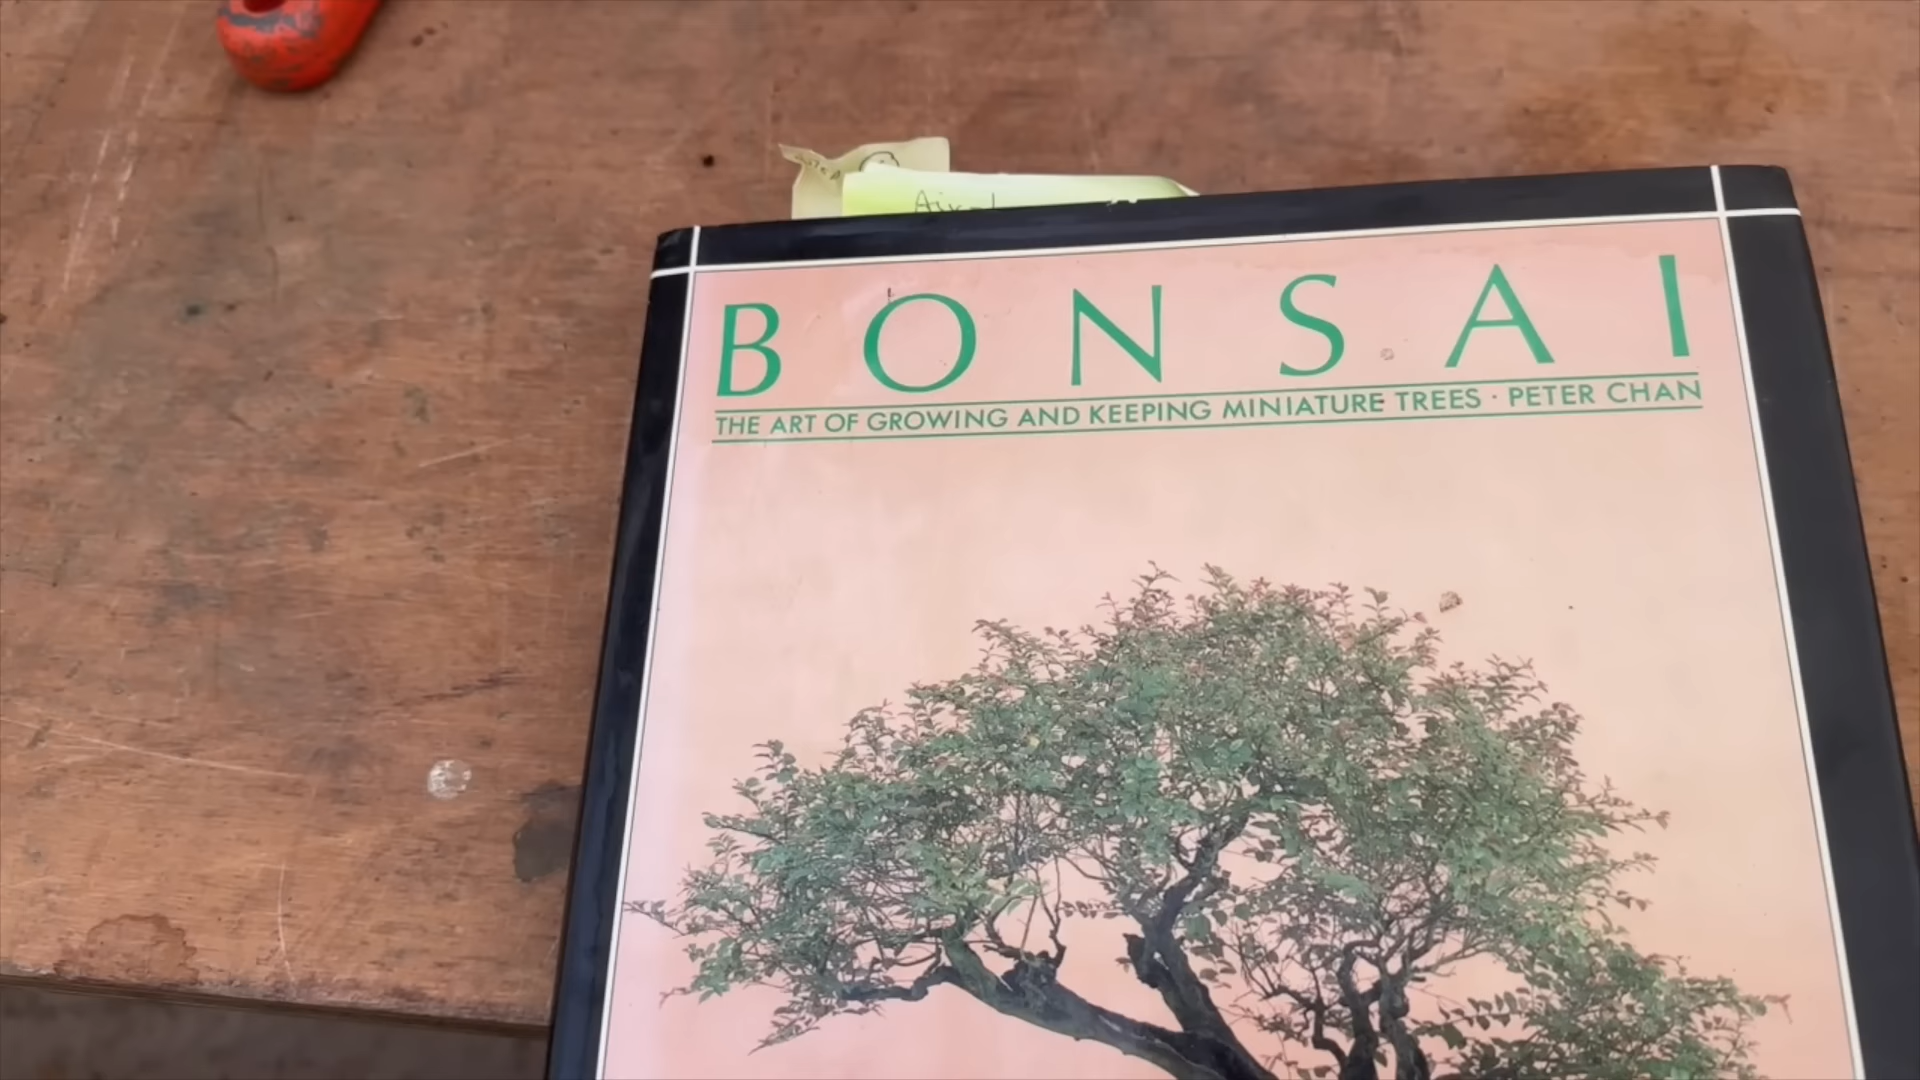 BONSAI
THE ART OF GROWING AND KEEPING MINIATURE TREES · PETER CHAN